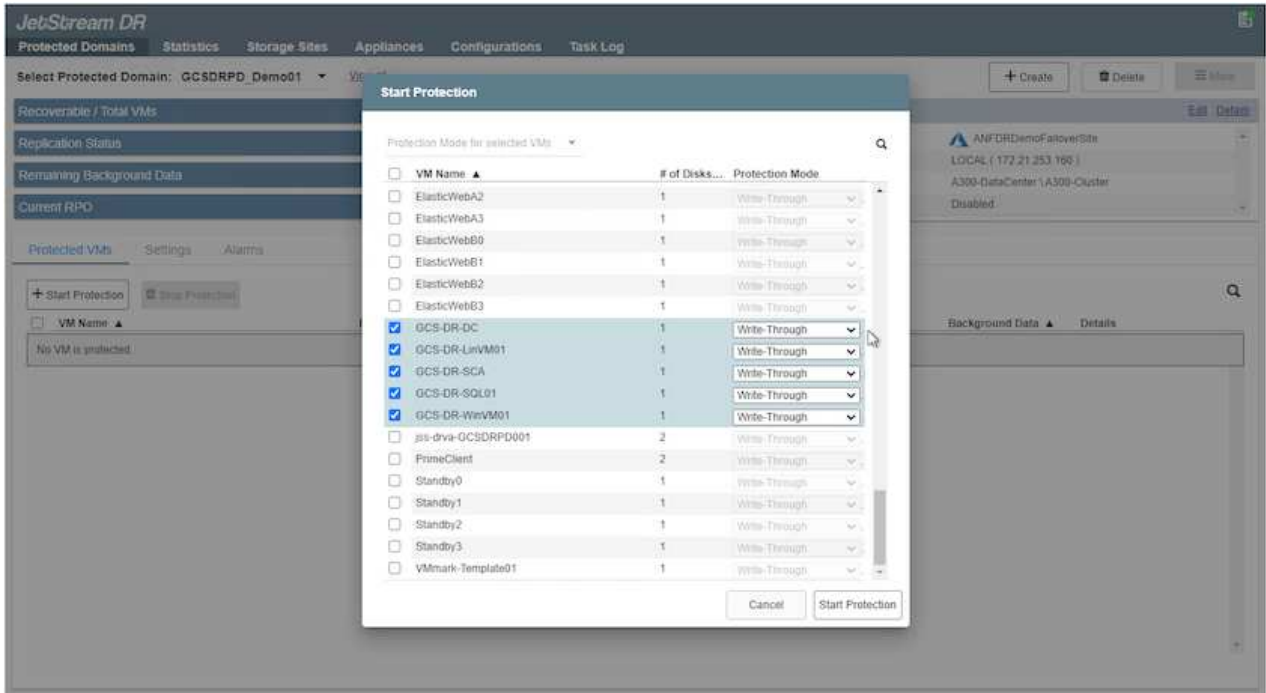 JetStream DR
Protected Domains Statistics Storage Sites Appliances Configurations Task Log
Select Protected Domain: GCSDRPD_Demo01
+ Create Delete
Recoverable / Total VMs
Edit Details
Replication Status
ANFDRDemoFailoverSite
Remaining Background Data
LOCAL ( 172.21.253.160 )
A300-DataCenter \ A300-Cluster
Current RPO
Disabled
Protected VMs Settings Alarms
+ Start Protection Stop Protection
VM Name ▲
Background Data ▲ Details
No VM is protected
Start Protection
Protection Mode for selected VMs
VM Name ▲ # of Disks... Protection Mode
ElasticWebA2 1 Write-Through
ElasticWebA3 1 Write-Through
ElasticWebB0 1 Write-Through
ElasticWebB1 1 Write-Through
ElasticWebB2 1 Write-Through
ElasticWebB3 1 Write-Through
GCS-DR-DC 1 Write-Through
GCS-DR-LinVM01 1 Write-Through
GCS-DR-SCA 1 Write-Through
GCS-DR-SQL01 1 Write-Through
GCS-DR-WinVM01 1 Write-Through
jss-drva-GCSDRPD001 2 Write-Through
PrimeClient 2 Write-Through
Standby0 1 Write-Through
Standby1 1 Write-Through
Standby2 1 Write-Through
Standby3 1 Write-Through
VMmark-Template01 1 Write-Through
Cancel Start Protection